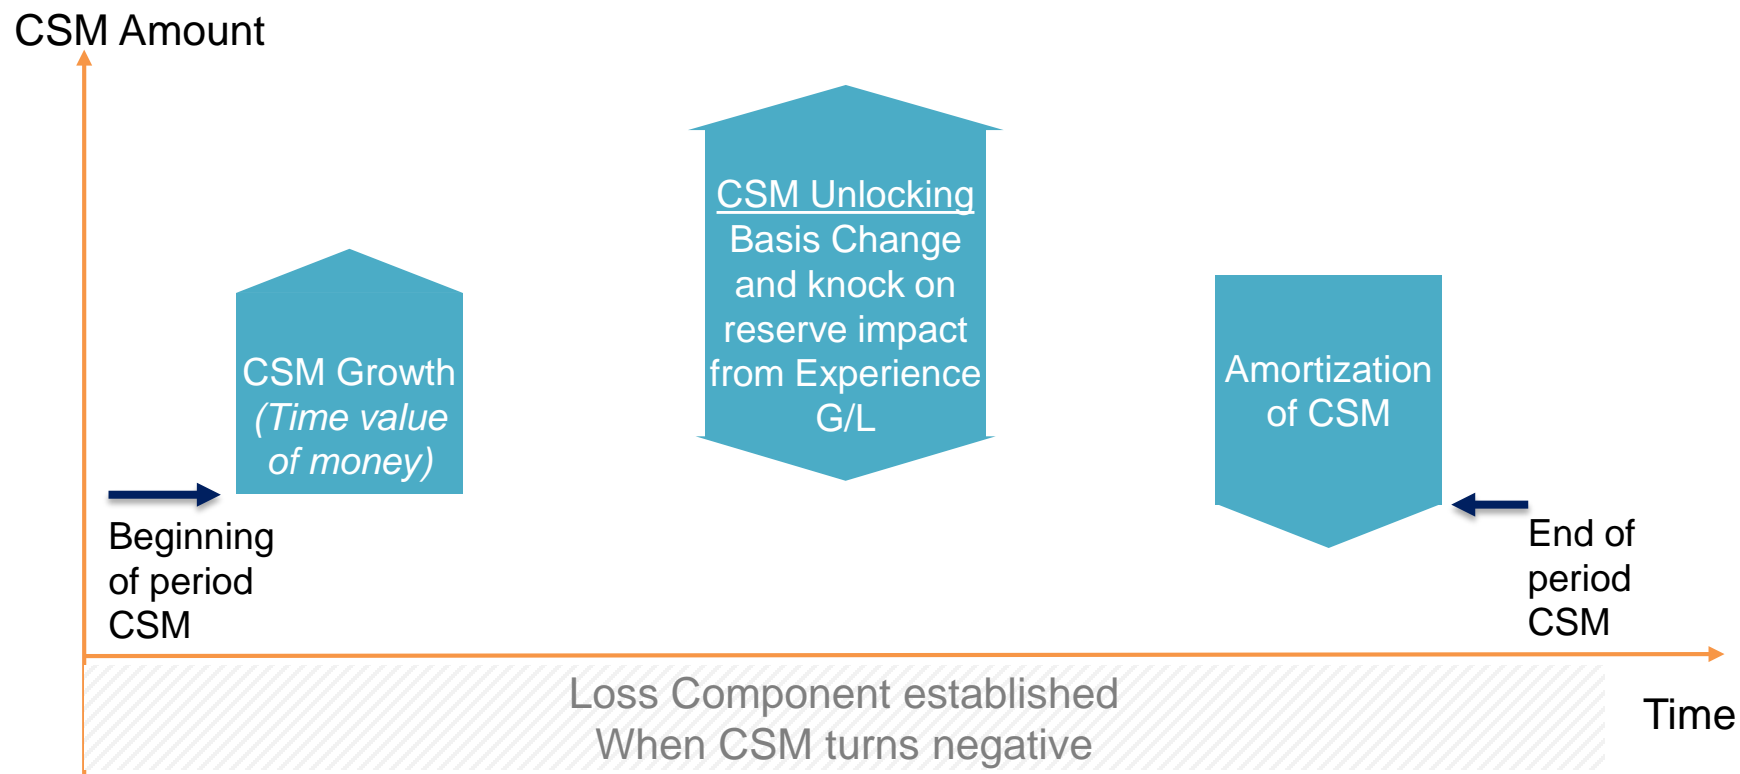 CSM Amount
CSM Unlocking
Basis Change
and knock on
reserve impact
from Experience
G/L
CSM Growth
(Time value
of money)
Amortization
of CSM
Beginning
of period
CSM
End of
period
CSM
Loss Component established
When CSM turns negative
Time